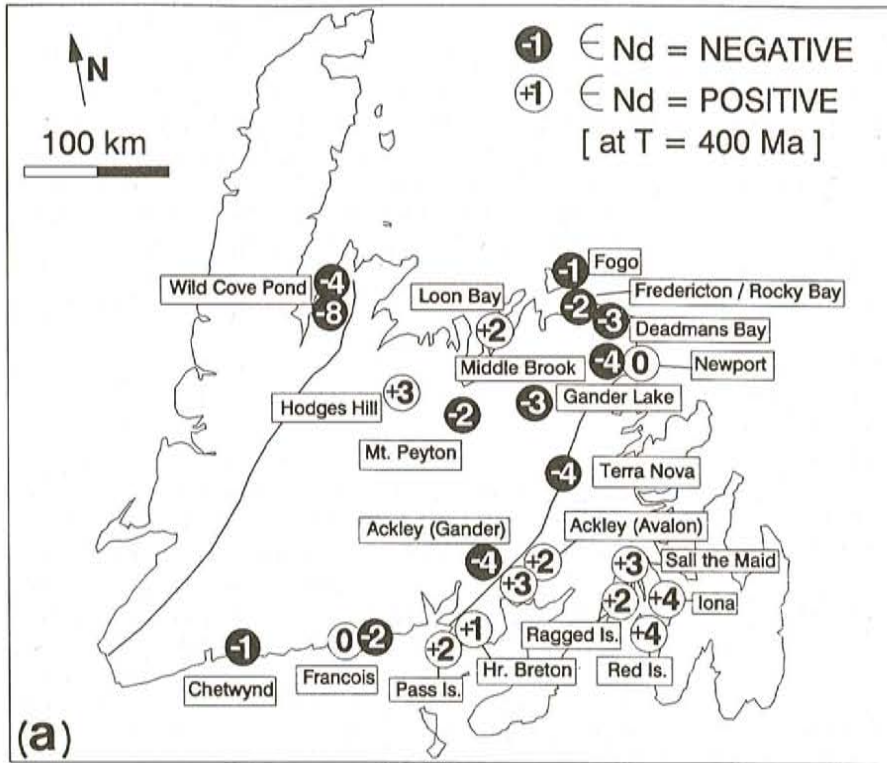 N
100 km
-1 ∈ Nd = NEGATIVE
+1 ∈ Nd = POSITIVE
[ at T = 400 Ma ]
Wild Cove Pond
-4
-8
Loon Bay
+2
-1
Fogo
-2
Fredericton / Rocky Bay
-3
Deadmans Bay
Middle Brook
-4
0
Newport
Hodges Hill
+3
-2
Mt. Peyton
-3
Gander Lake
-4
Terra Nova
Ackley (Gander)
-4
Ackley (Avalon)
+2
+3
+3
Sall the Maid
+2
+4
Iona
Ragged Is.
+4
Red Is.
-1
Chetwynd
0
-2
Francois
+2
Pass Is.
+1
Hr. Breton
(a)